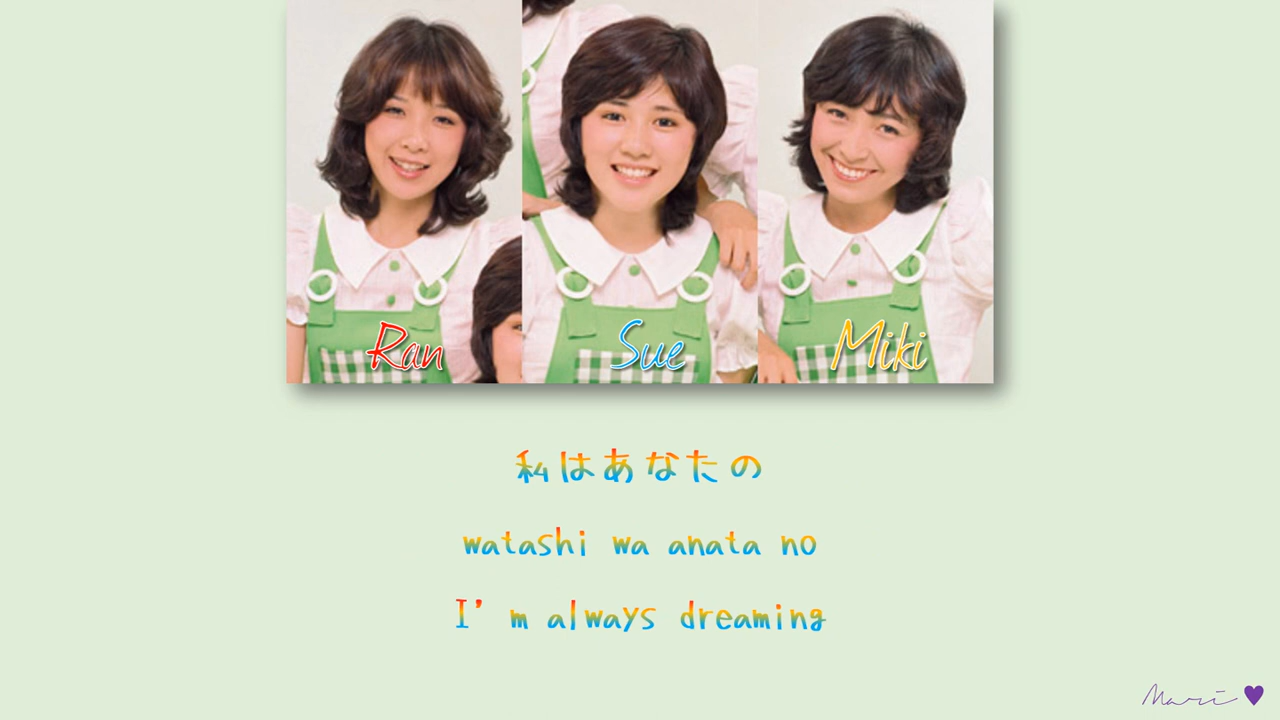 Ran
Sue
Miki
私はあなたの
watashi wa anata no
I'm always dreaming
Mari